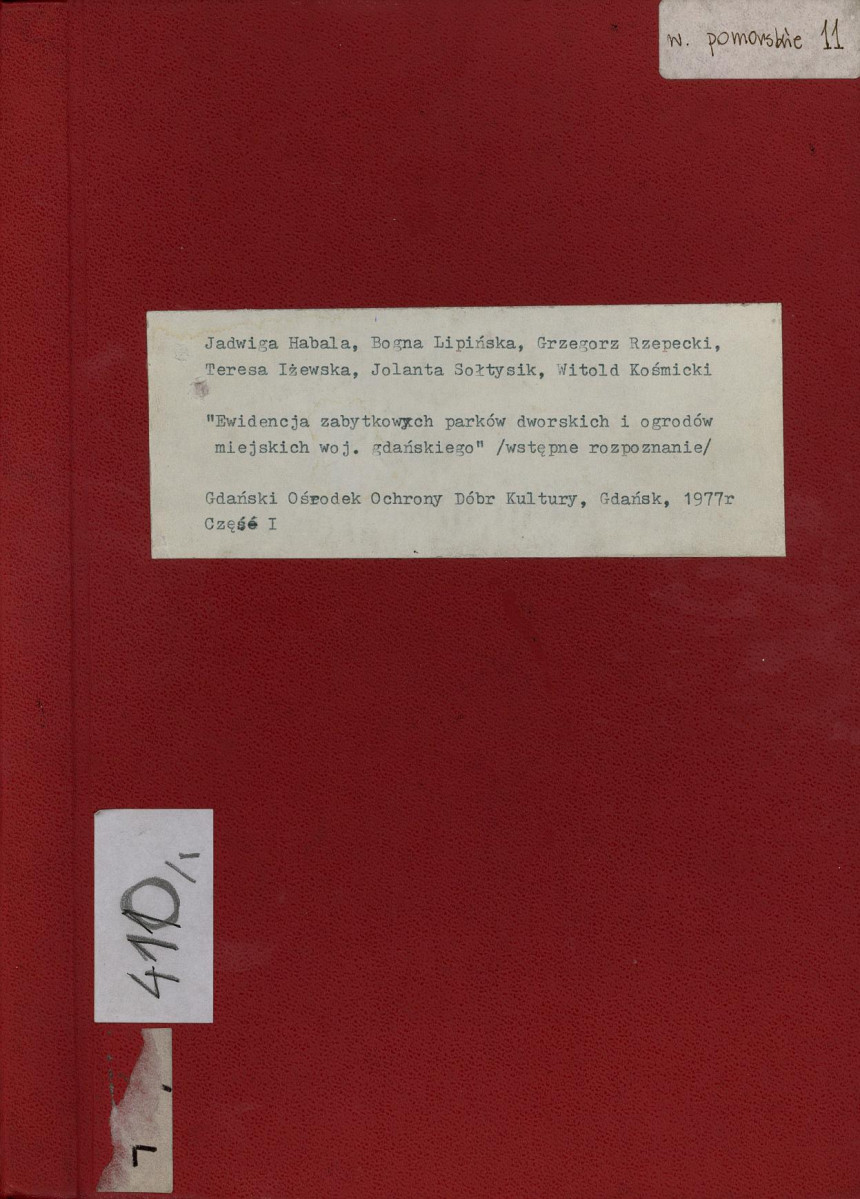 w. pomorskie 11
Jadwiga Habala, Bogna Lipińska, Grzegorz Rzepecki,
Teresa Iżewska, Jolanta Sołtysik, Witold Kośmicki
"Ewidencja zabytkowych parków dworskich i ogrodów
miejskich woj. gdańskiego" /wstępne rozpoznanie/
Gdański Ośrodek Ochrony Dóbr Kultury, Gdańsk, 1977r
Część I
410/I